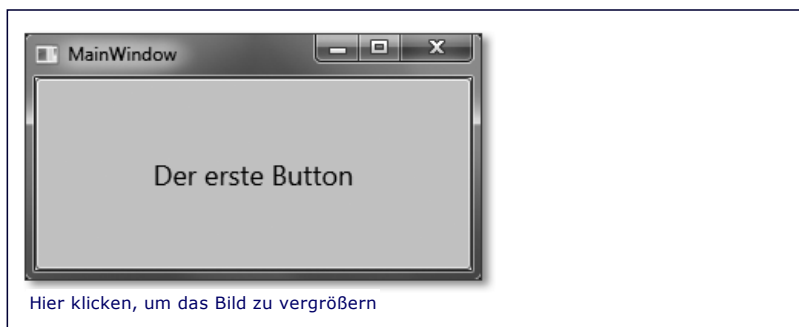 MainWindow
Der erste Button
Hier klicken, um das Bild zu vergrößern